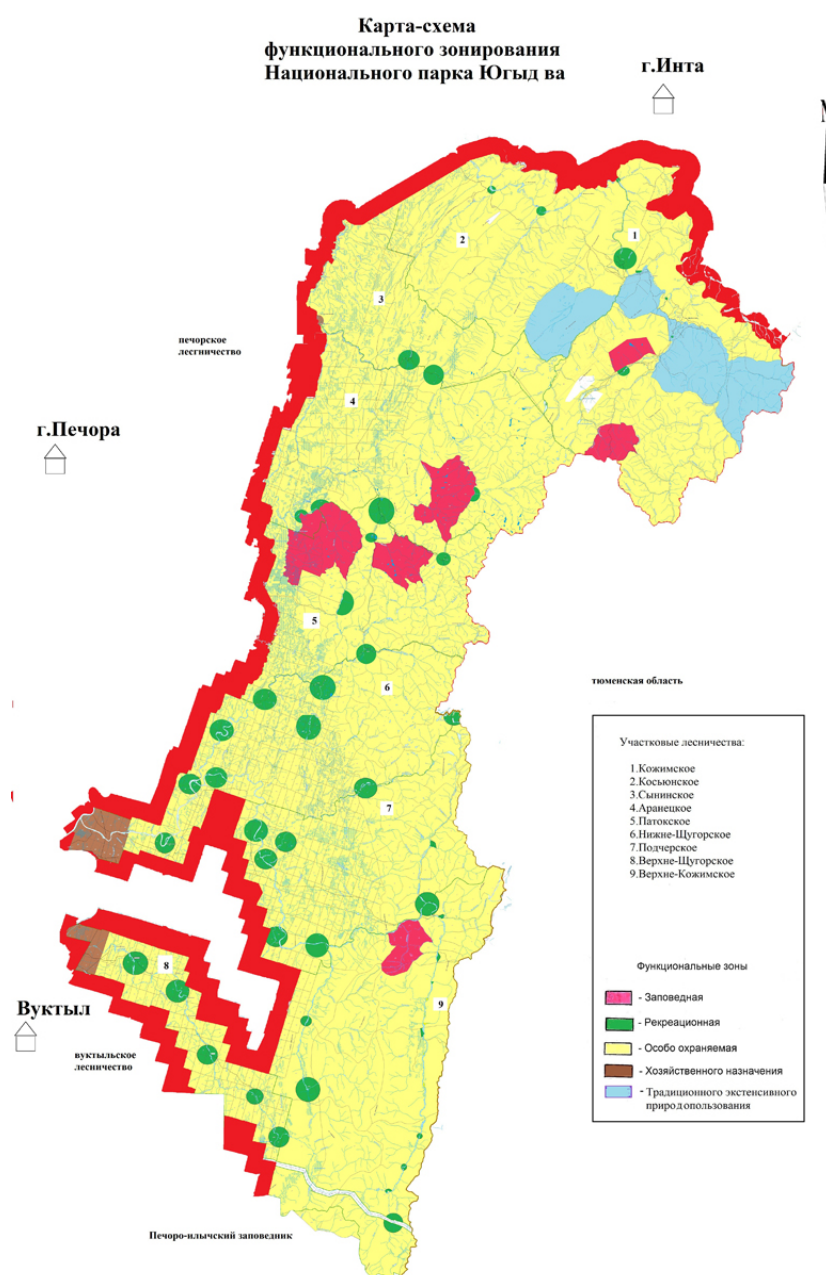 Карта-схема
функционального зонирования
Национального парка Югыд ва
г.Инта
1
2
3
печорское
лесгничество
4
г.Печора
5
6
тюменская область
7
Участковые лесничества:
1.Кожимское
2.Косьюнское
3.Сынинское
4.Аранецкое
5.Патокское
6.Нижне-Щугорское
7.Подчерское
8.Верхне-Щугорское
9.Верхне-Кожимское
Функциональные зоны
- Заповедная
- Рекреационная
- Особо охраняемая
- Хозяйственного назначения
- Традиционного экстенсивного
природопользования
8
9
Вуктыл
вуктыльское
лесничество
Печоро-илычский заповедник